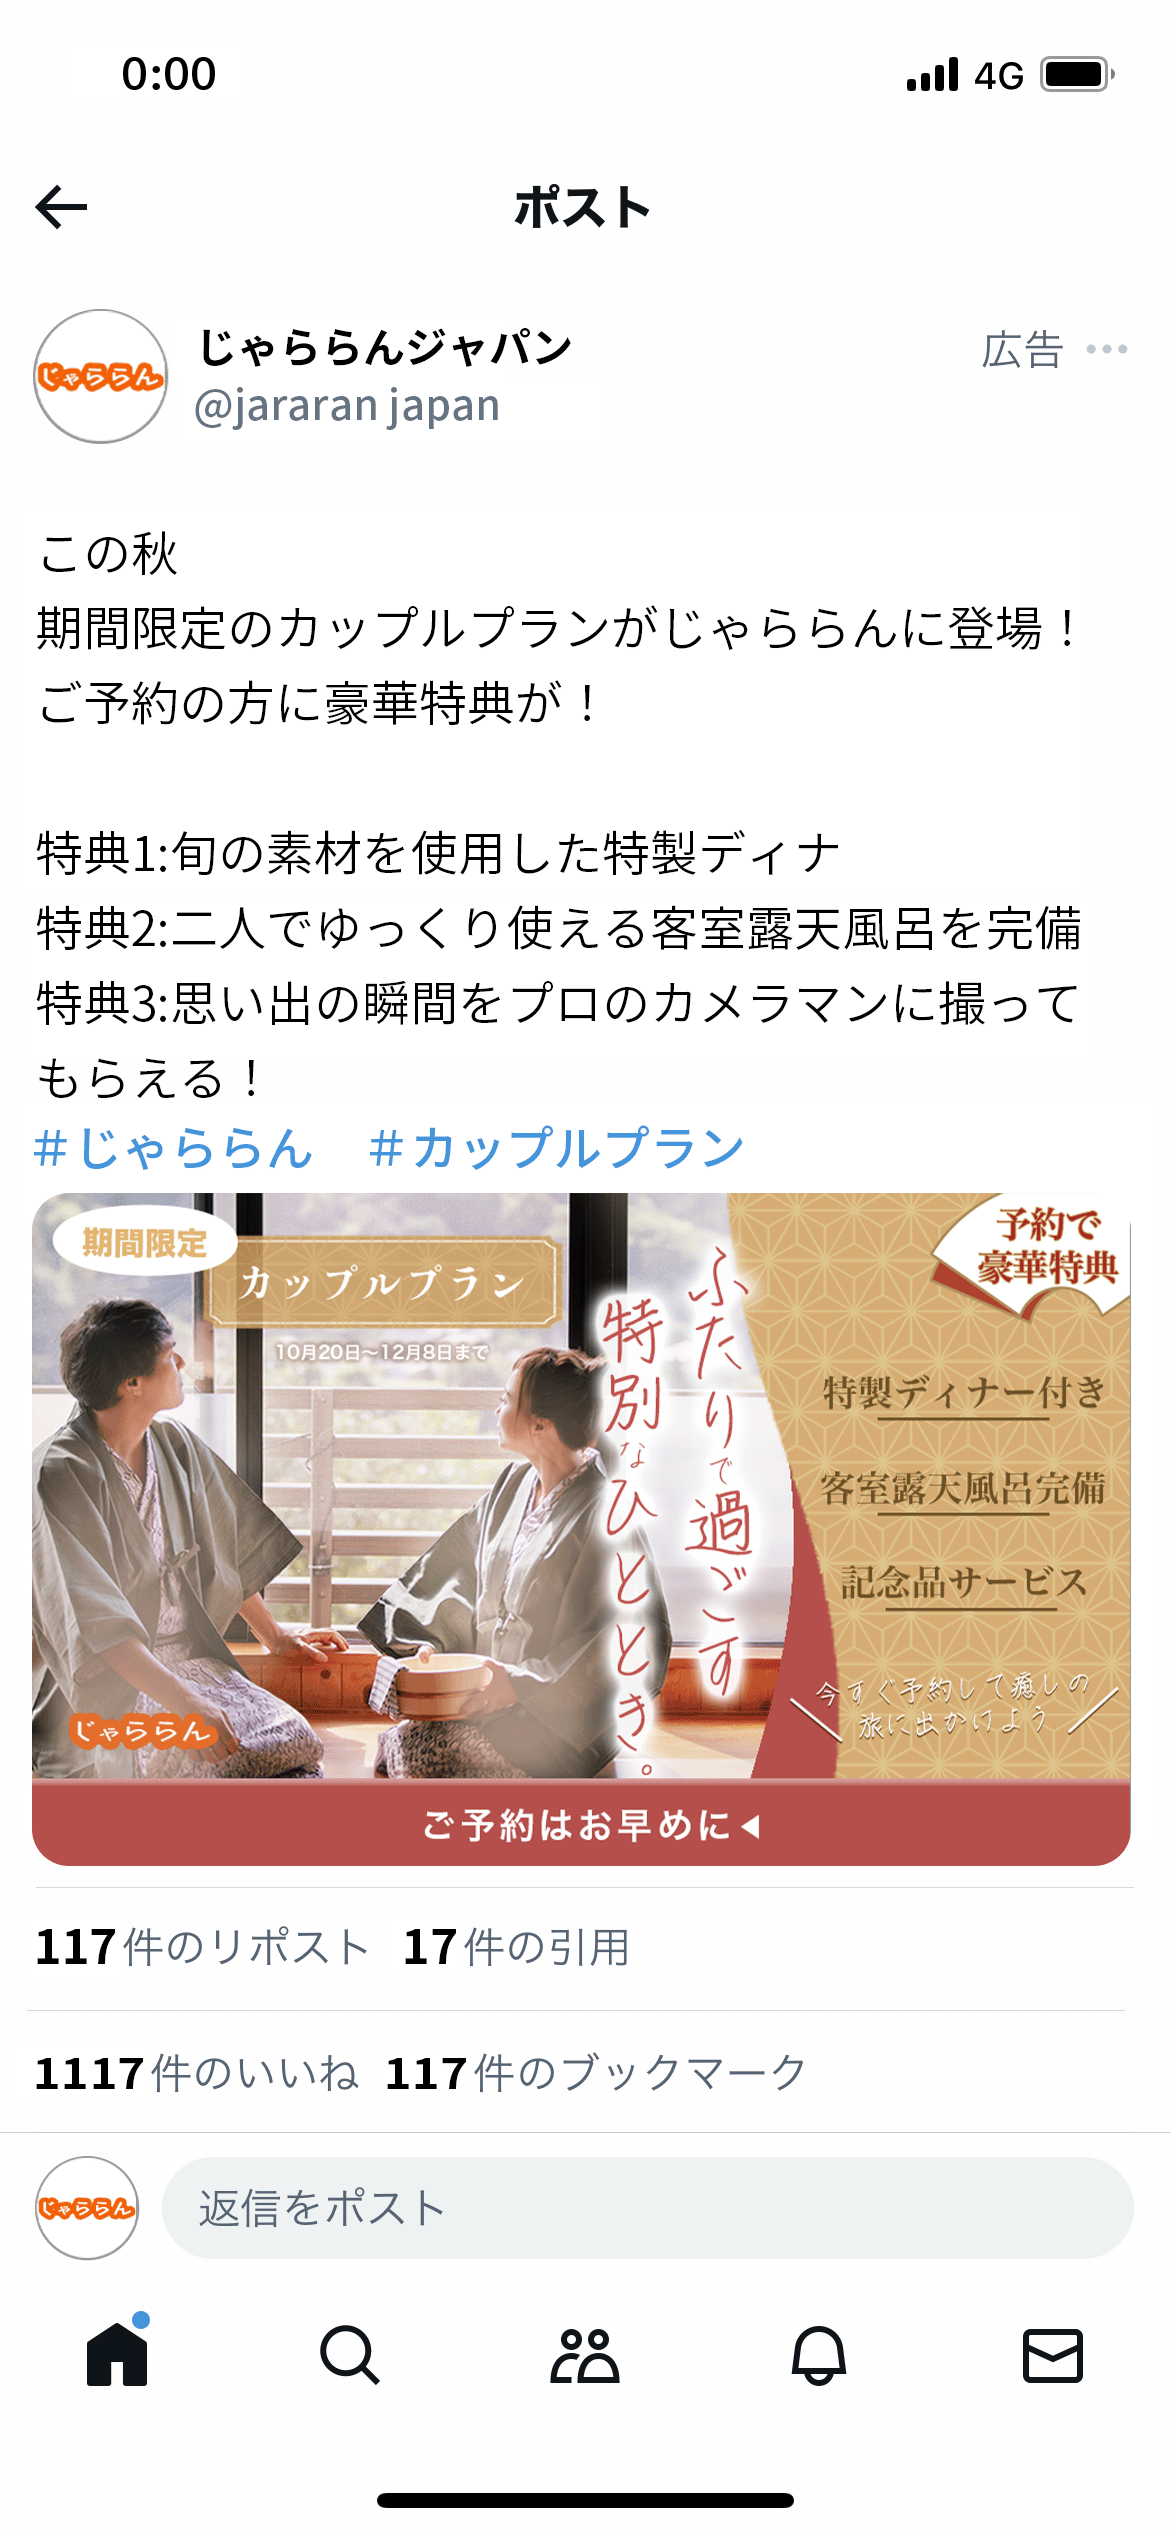 0:00
4G
ポスト
じゃららん
じゃららんジャパン
広告
@jararan japan
この秋
期間限定のカップルプランがじゃららんに登場！
ご予約の方に豪華特典が！
特典1:旬の素材を使用した特製ディナ
特典2:二人でゆっくり使える客室露天風呂を完備
特典3:思い出の瞬間をプロのカメラマンに撮って
もらえる！
＃じゃららん　＃カップルプラン
期間限定
カップルプラン
10月20日〜12月8日まで
ふたりで過ごす
特別なひととき。
予約で
豪華特典
特製ディナー付き
客室露天風呂完備
記念品サービス
今すぐ予約して癒しの
旅に出かけよう
じゃららん
ご予約はお早めに
117件のリポスト 17件の引用
1117件のいいね 117件のブックマーク
じゃららん
返信をポスト